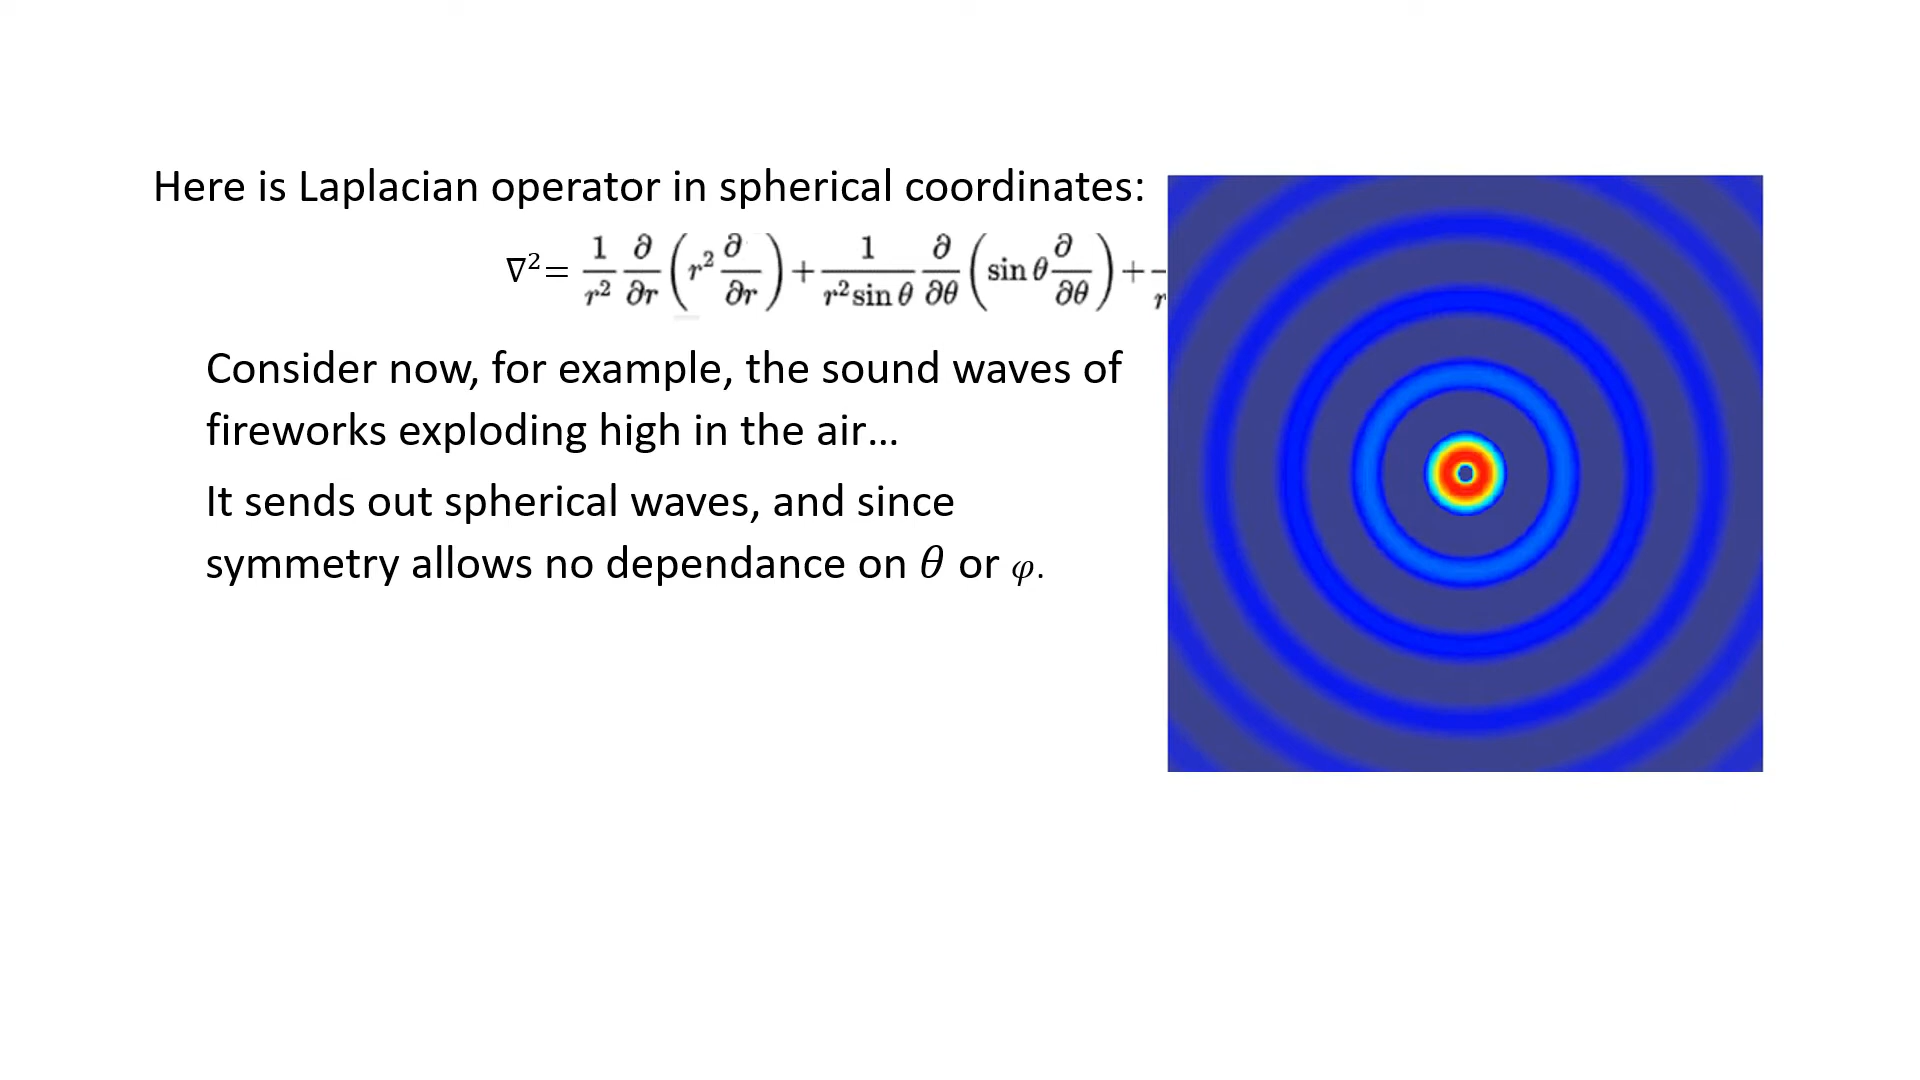 Here is Laplacian operator in spherical coordinates:
∇²= 1/r² ∂/∂r (r² ∂/∂r) + 1/(r² sin θ) ∂/∂θ (sin θ ∂/∂θ) +
Consider now, for example, the sound waves of
fireworks exploding high in the air...
It sends out spherical waves, and since
symmetry allows no dependance on θ or φ.